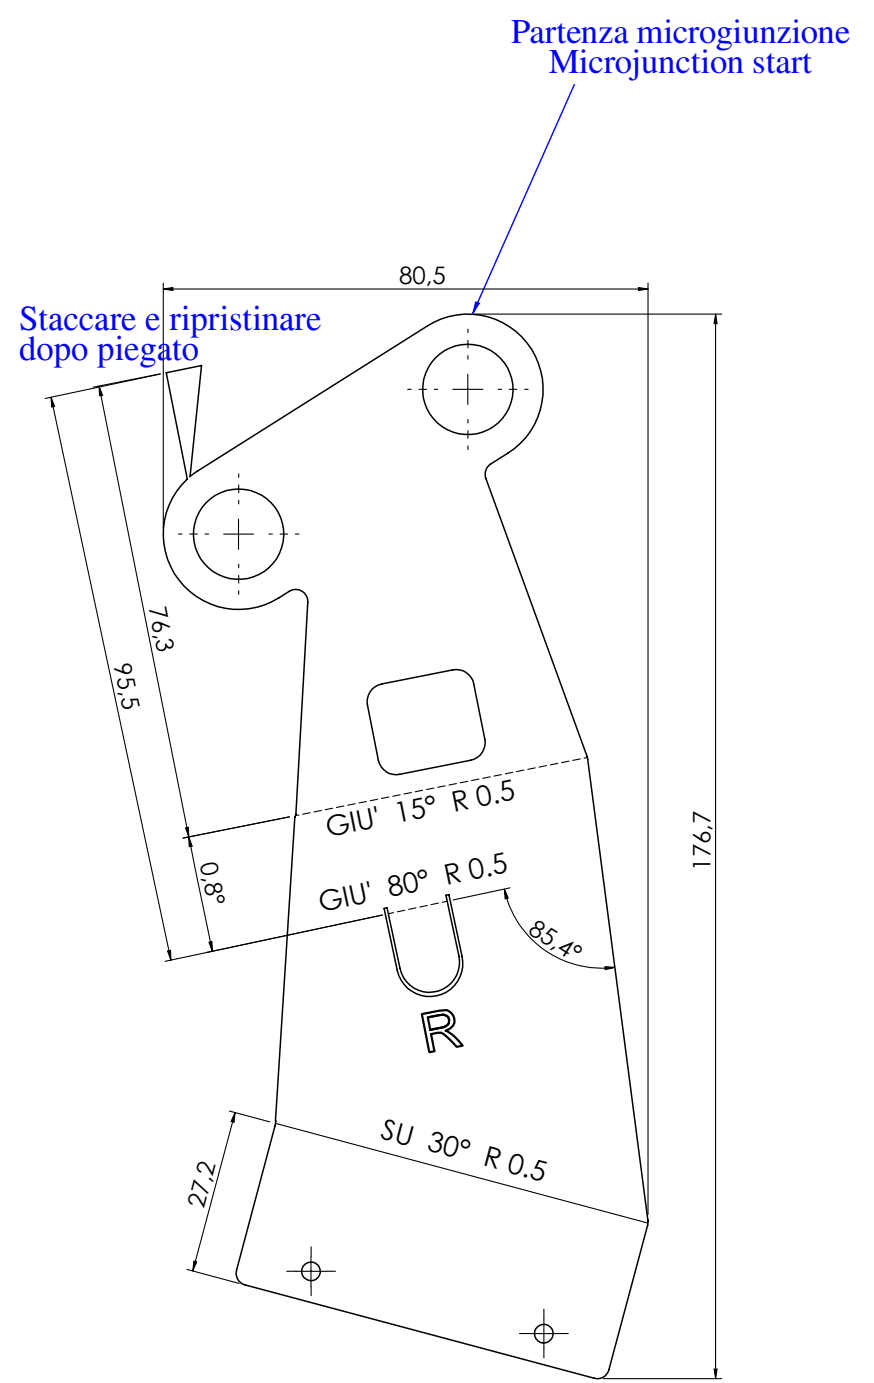 Partenza microgiunzione
Microjunction start
80,5
Staccare e ripristinare
dopo piegato
76,3
95,5
GIU' 15° R 0.5
176,7
0,8°
GIU' 80° R 0.5
85,4°
R
SU 30° R 0.5
27,2